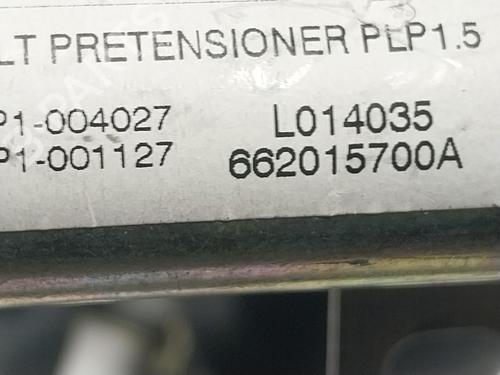 LT PRETENSIONER PLP1.5
P1-004027 L014035
P1-001127 662015700A